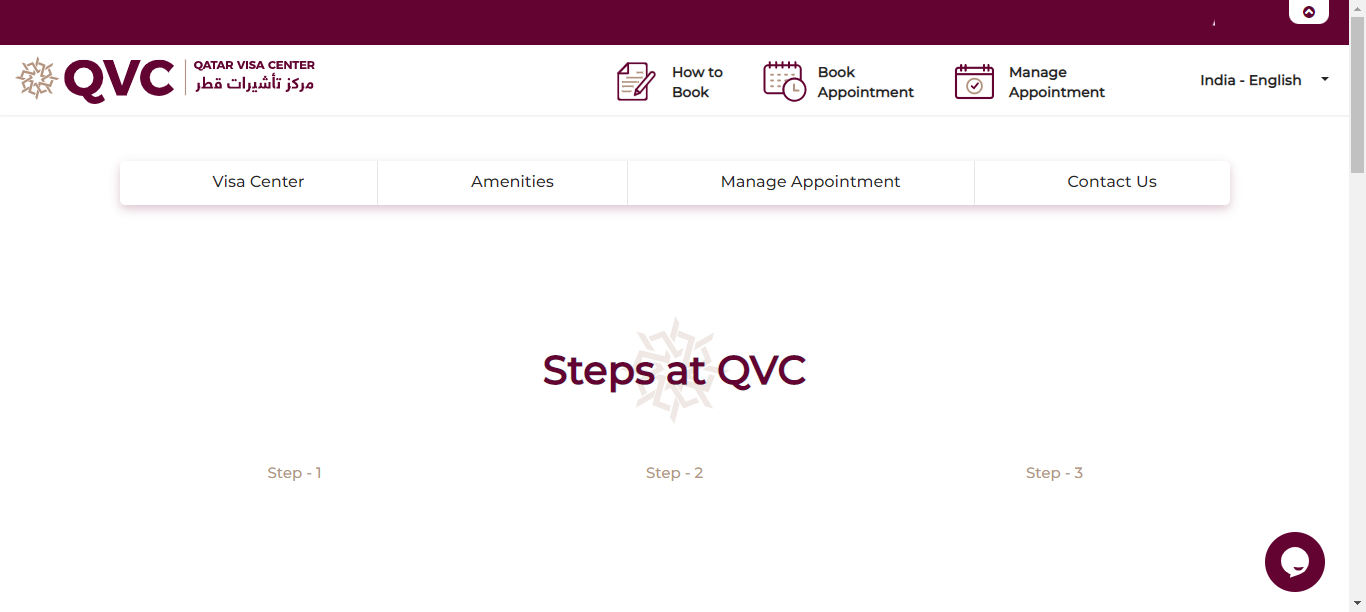 QVC
QATAR VISA CENTER
مركز تأشيرات قطر
How to
Book
Book
Appointment
Manage
Appointment
India - English
Visa Center
Amenities
Manage Appointment
Contact Us
Steps at QVC
Step - 1
Step - 2
Step - 3